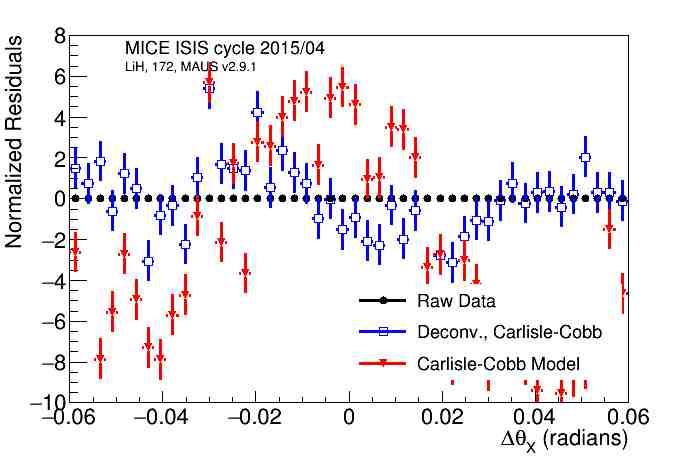 Normalized Residuals
8
6
4
2
0
−2
−4
−6
−8
−10
MICE ISIS cycle 2015/04
LiH, 172, MAUS v2.9.1
Raw Data
Deconv., Carlisle-Cobb
Carlisle-Cobb Model
−0.06 −0.04 −0.02 0 0.02 0.04 0.06
Δθ_X (radians)